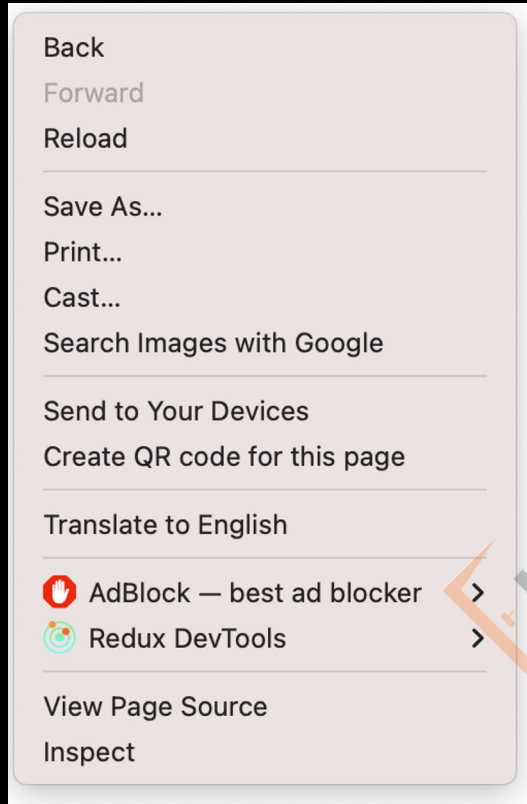 Back
Forward
Reload
Save As...
Print...
Cast...
Search Images with Google
Send to Your Devices
Create QR code for this page
Translate to English
AdBlock — best ad blocker
Redux DevTools
View Page Source
Inspect